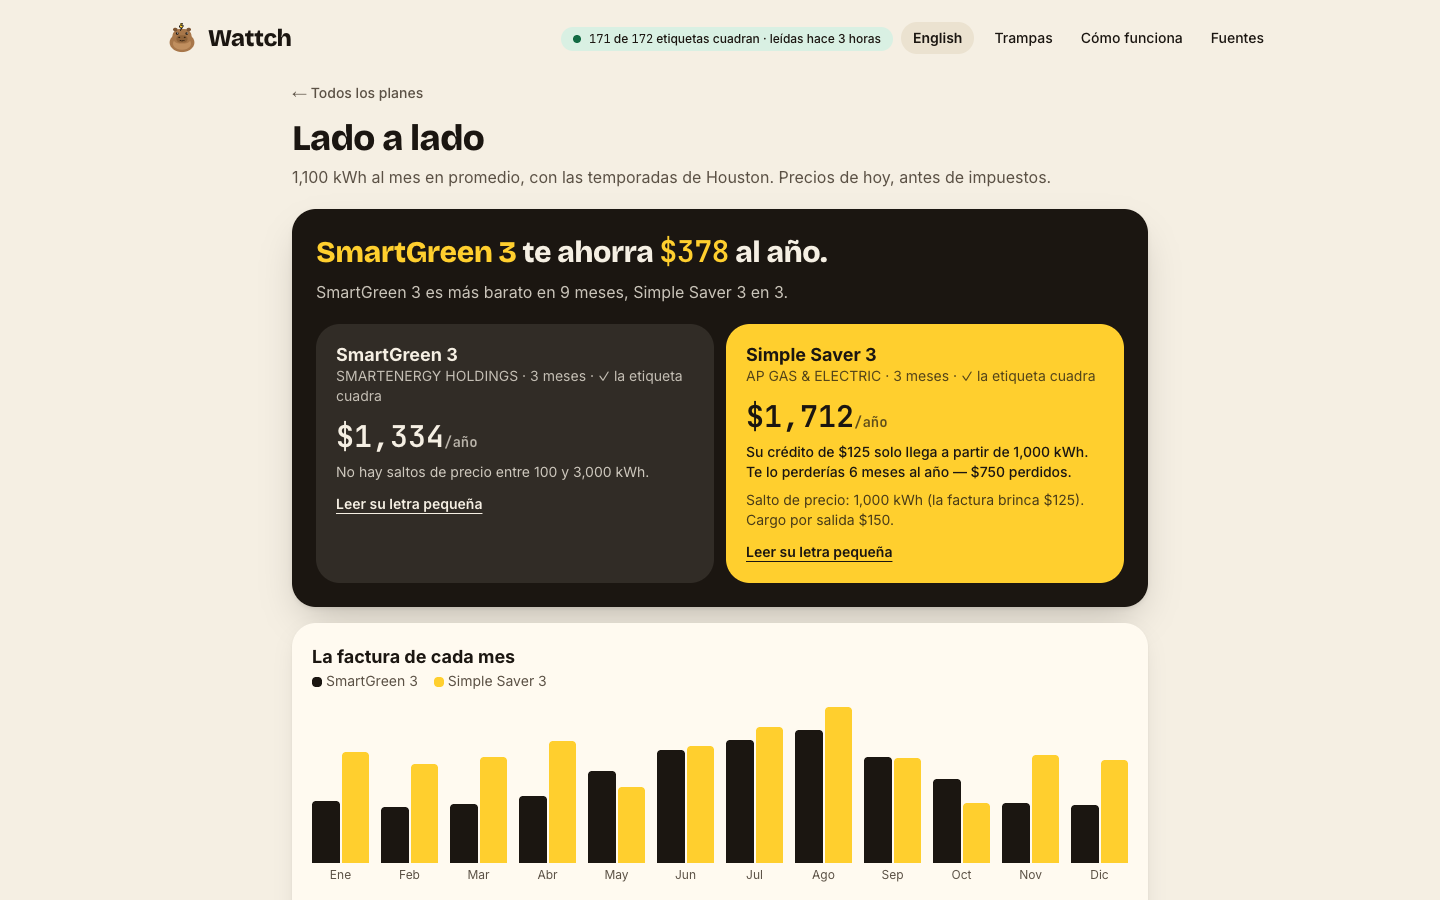 Wattch
171 de 172 etiquetas cuadran · leídas hace 3 horas
English
Trampas
Cómo funciona
Fuentes
← Todos los planes
Lado a lado
1,100 kWh al mes en promedio, con las temporadas de Houston. Precios de hoy, antes de impuestos.
SmartGreen 3 te ahorra $378 al año.
SmartGreen 3 es más barato en 9 meses, Simple Saver 3 en 3.
SmartGreen 3
SMARTENERGY HOLDINGS · 3 meses · ✓ la etiqueta
cuadra
$1,334/año
No hay saltos de precio entre 100 y 3,000 kWh.
Leer su letra pequeña
Simple Saver 3
AP GAS & ELECTRIC · 3 meses · ✓ la etiqueta cuadra
$1,712/año
Su crédito de $125 solo llega a partir de 1,000 kWh.
Te lo perderías 6 meses al año — $750 perdidos.
Salto de precio: 1,000 kWh (la factura brinca $125).
Cargo por salida $150.
Leer su letra pequeña
La factura de cada mes
SmartGreen 3 Simple Saver 3
Ene Feb Mar Abr May Jun Jul Ago Sep Oct Nov Dic